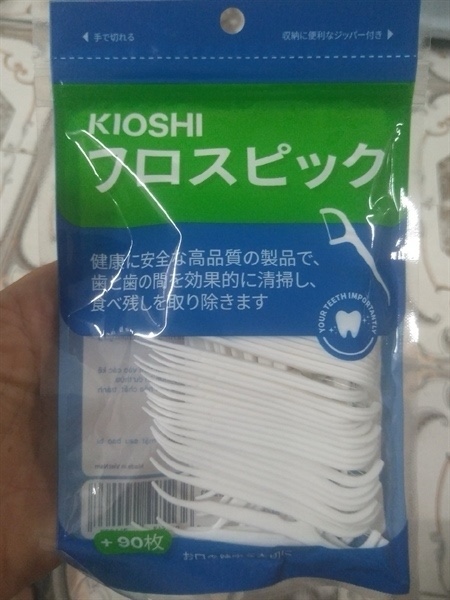 ◀ 手で切れる
収納に便利なジッパー付き ▶
KIOSHI
フロスピック
健康に安全な高品質の製品で、
歯と歯の間を効果的に清掃し、
食べ残しを取り除きます
YOUR TEETH IMPORTANTLY
+ 90枚